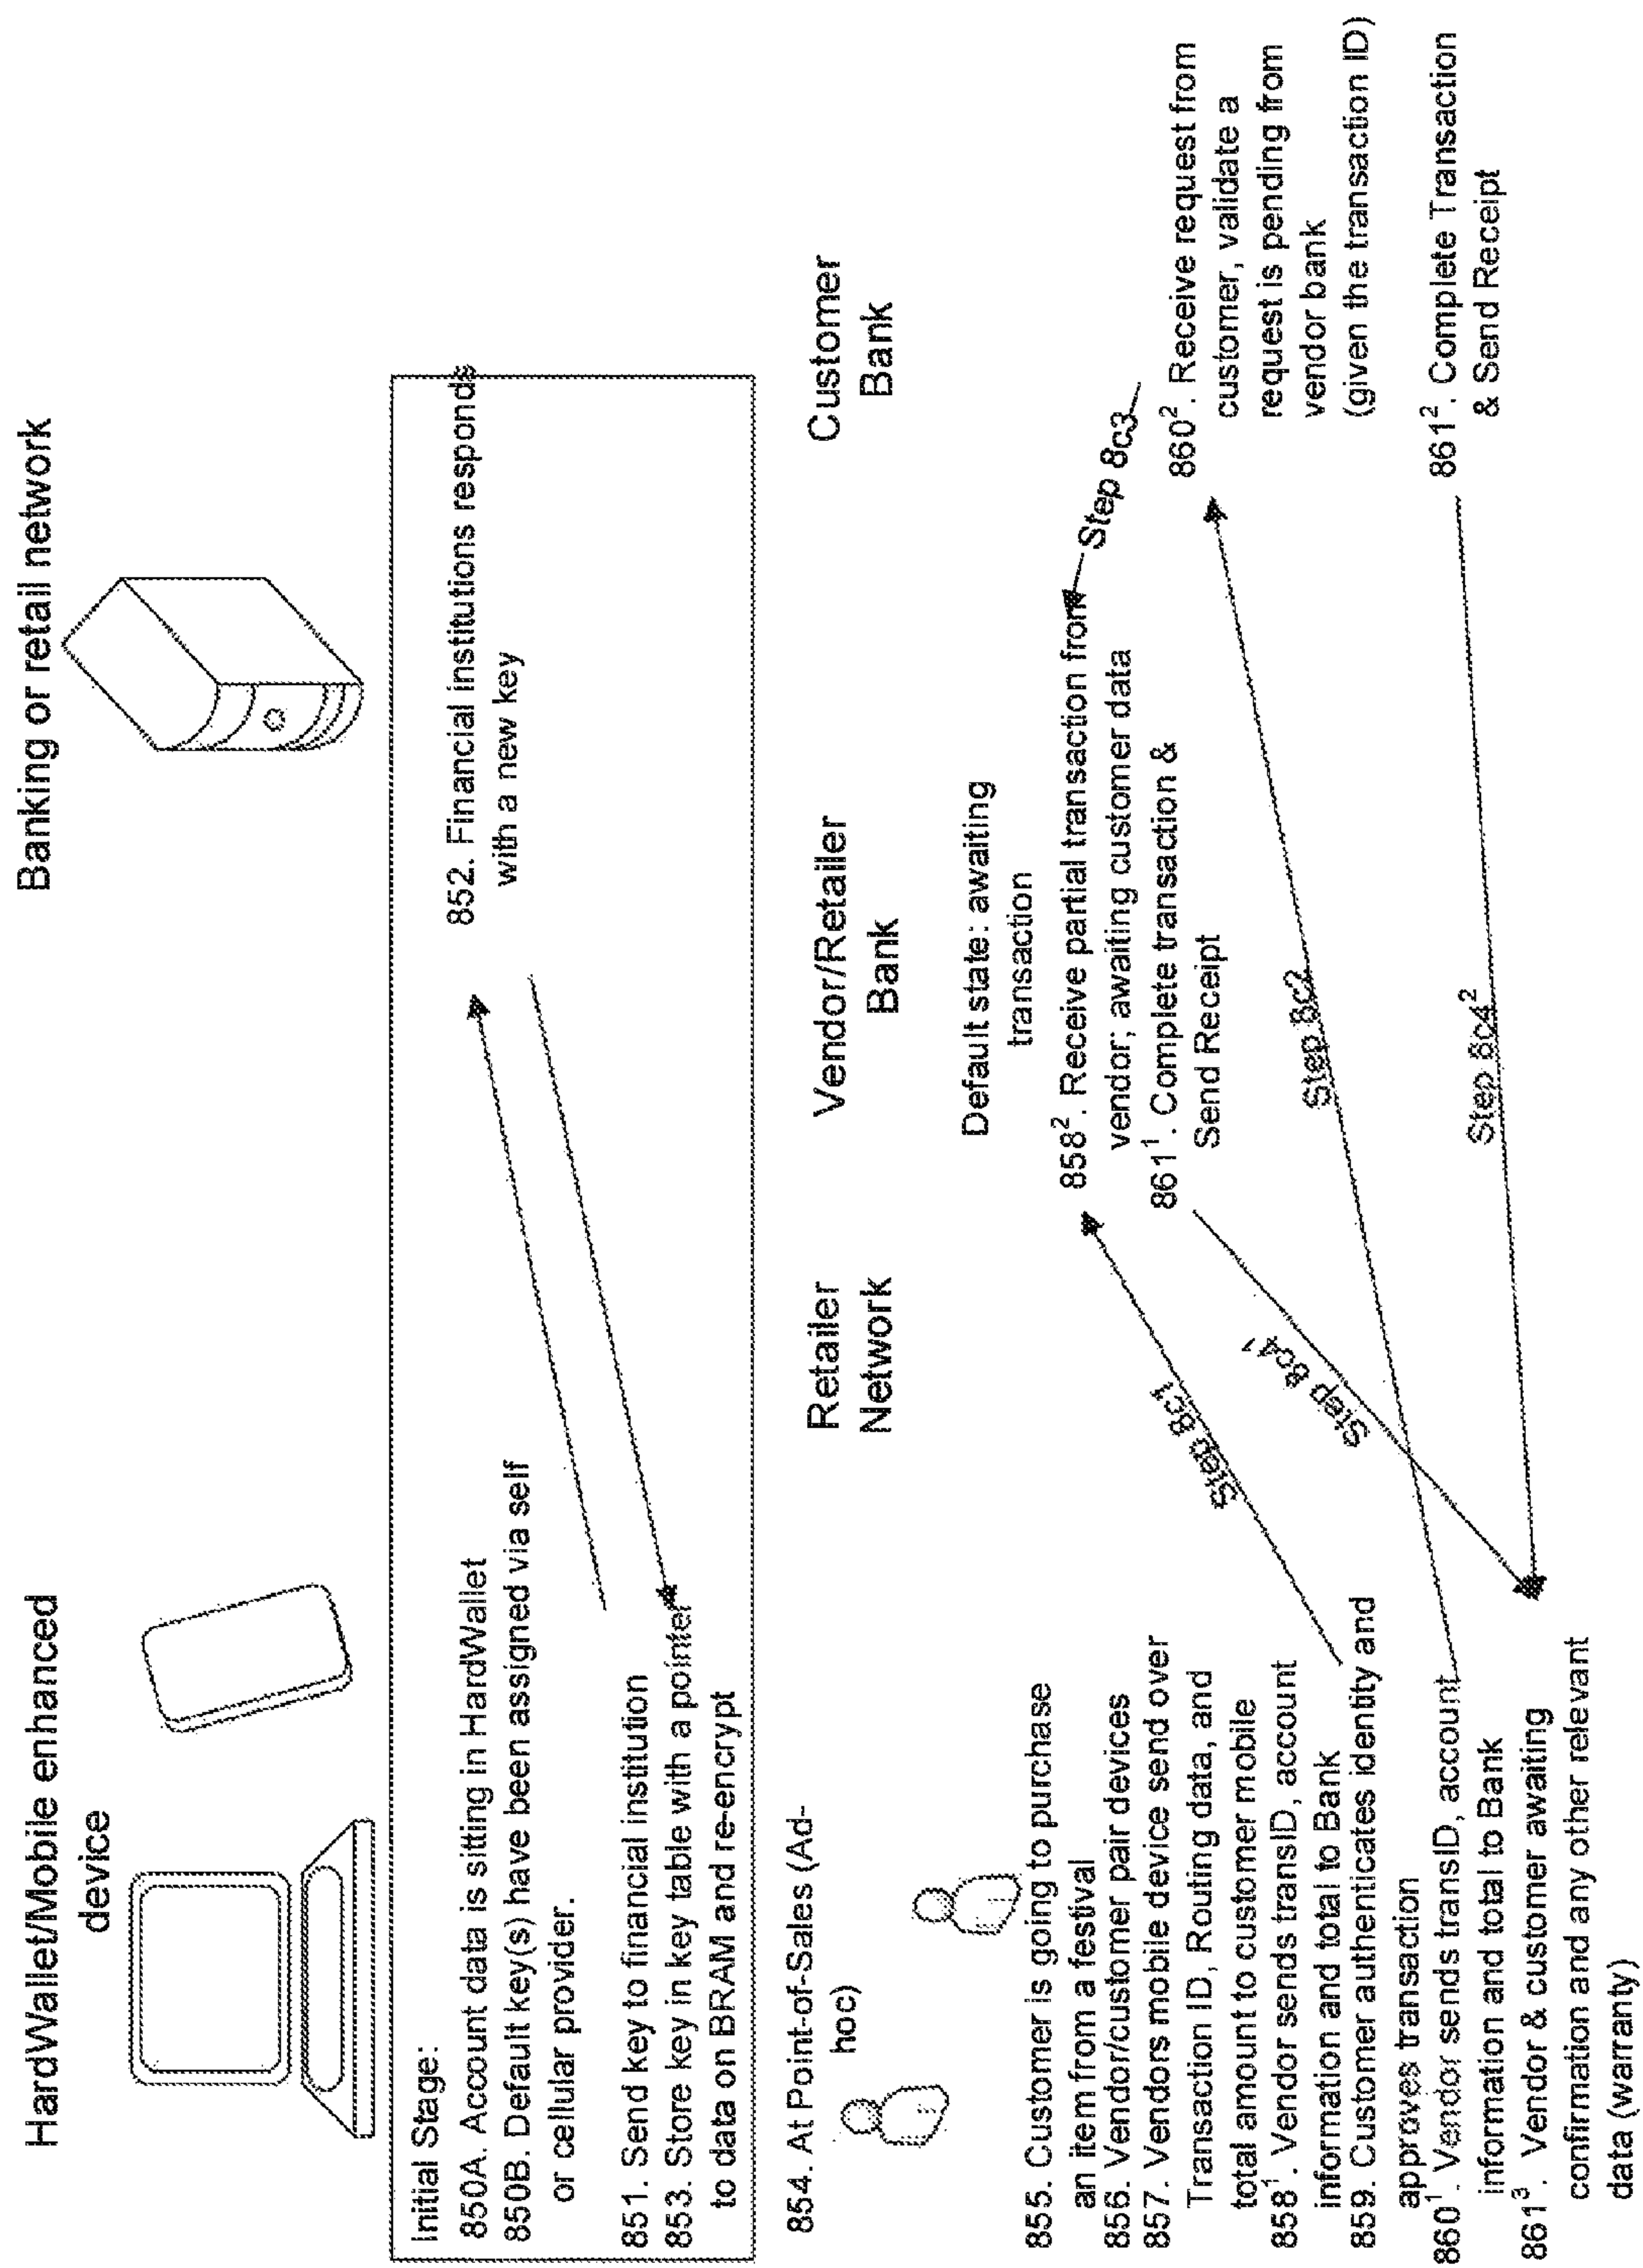 HardWallet/Mobile enhanced
device
Banking or retail network
Initial Stage:
850A. Account data is sitting in HardWallet
850B. Default key(s) have been assigned via self
or cellular provider.
851. Send key to financial institution
853. Store key in key table with a pointer
to data on BRAM and re-encrypt
852. Financial institutions responds
with a new key
854. At Point-of-Sales (Ad-
hoc)
Retailer
Network
Vendor/Retailer
Bank
Customer
Bank
855. Customer is going to purchase
an item from a festival
856. Vendor/customer pair devices
857. Vendors mobile device send over
Transaction ID, Routing data, and
total amount to customer mobile
858¹. Vendor sends transID, account
information and total to Bank
859. Customer authenticates identity and
approves transaction
860¹. Vendor sends transID, account
information and total to Bank
861³. Vendor & customer awaiting
confirmation and any other relevant
data (warranty)
Step 8c1
Step 8c4¹
Default state: awaiting
transaction
858². Receive partial transaction from
vendor; awaiting customer data
861¹. Complete transaction &
Send Receipt
Step 8c2
Step 8c4²
Step 8c3
860². Receive request from
customer, validate a
request is pending from
vendor bank
(given the transaction ID)
861². Complete Transaction
& Send Receipt